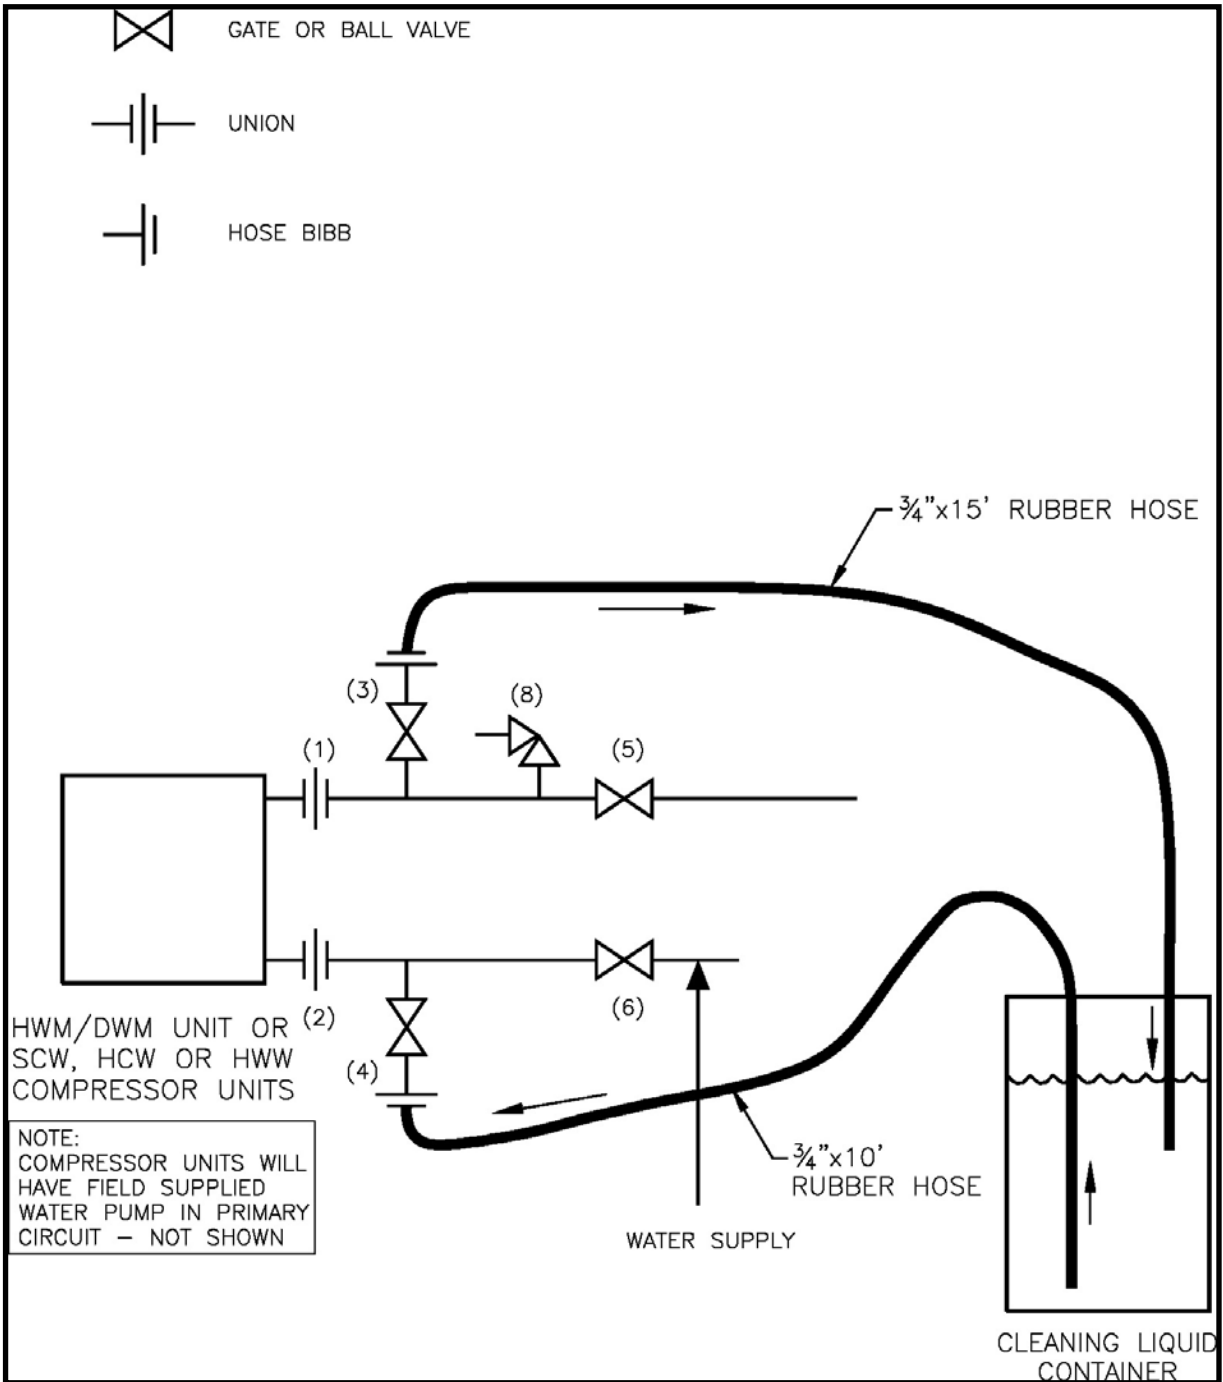 GATE OR BALL VALVE
UNION
HOSE BIBB
¾"x15' RUBBER HOSE
(3)
(8)
(1)
(5)
(2)
(6)
HWM/DWM UNIT OR
SCW, HCW OR HWW
COMPRESSOR UNITS
(4)
NOTE:
COMPRESSOR UNITS WILL
HAVE FIELD SUPPLIED
WATER PUMP IN PRIMARY
CIRCUIT – NOT SHOWN
¾"x10'
RUBBER HOSE
WATER SUPPLY
CLEANING LIQUID
CONTAINER